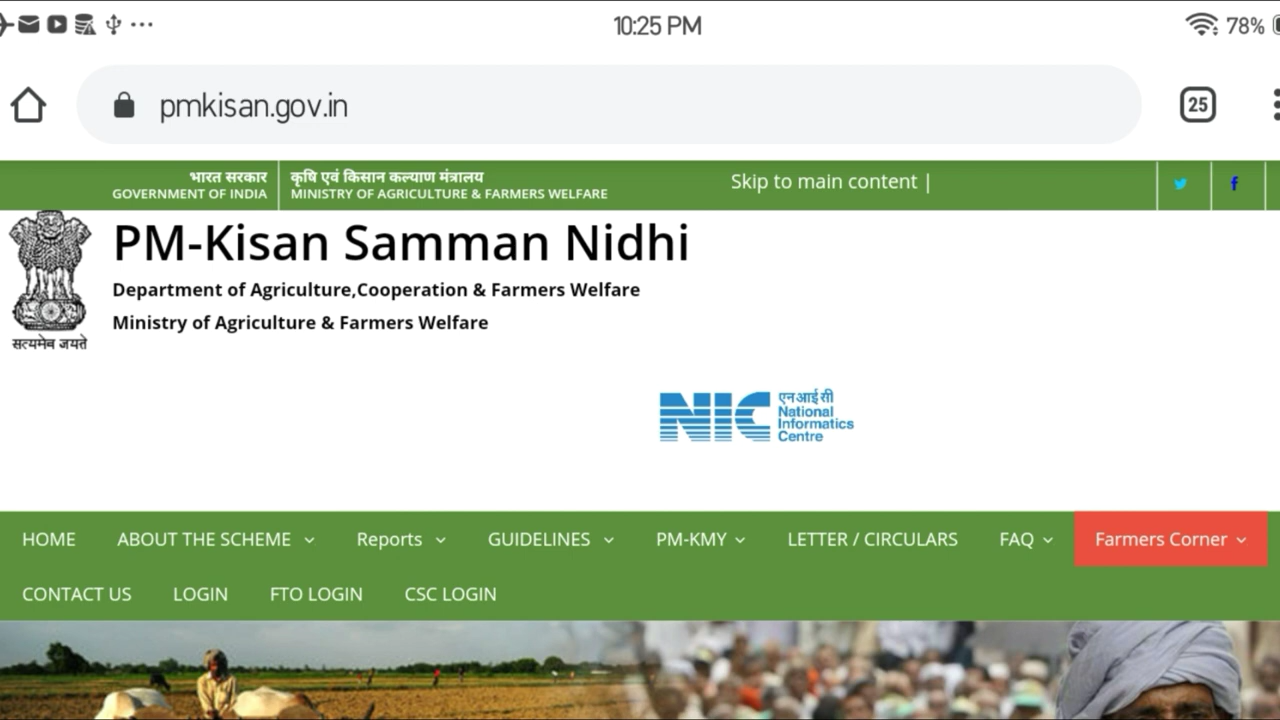 10:25 PM
78%
pmkisan.gov.in
25
भारत सरकार
GOVERNMENT OF INDIA
कृषि एवं किसान कल्याण मंत्रालय
MINISTRY OF AGRICULTURE & FARMERS WELFARE
Skip to main content |
PM-Kisan Samman Nidhi
Department of Agriculture,Cooperation & Farmers Welfare
Ministry of Agriculture & Farmers Welfare
सत्यमेव जयते
NIC
एन आई सी
National
Informatics
Centre
HOME ABOUT THE SCHEME Reports GUIDELINES PM-KMY LETTER / CIRCULARS FAQ Farmers Corner
CONTACT US LOGIN FTO LOGIN CSC LOGIN